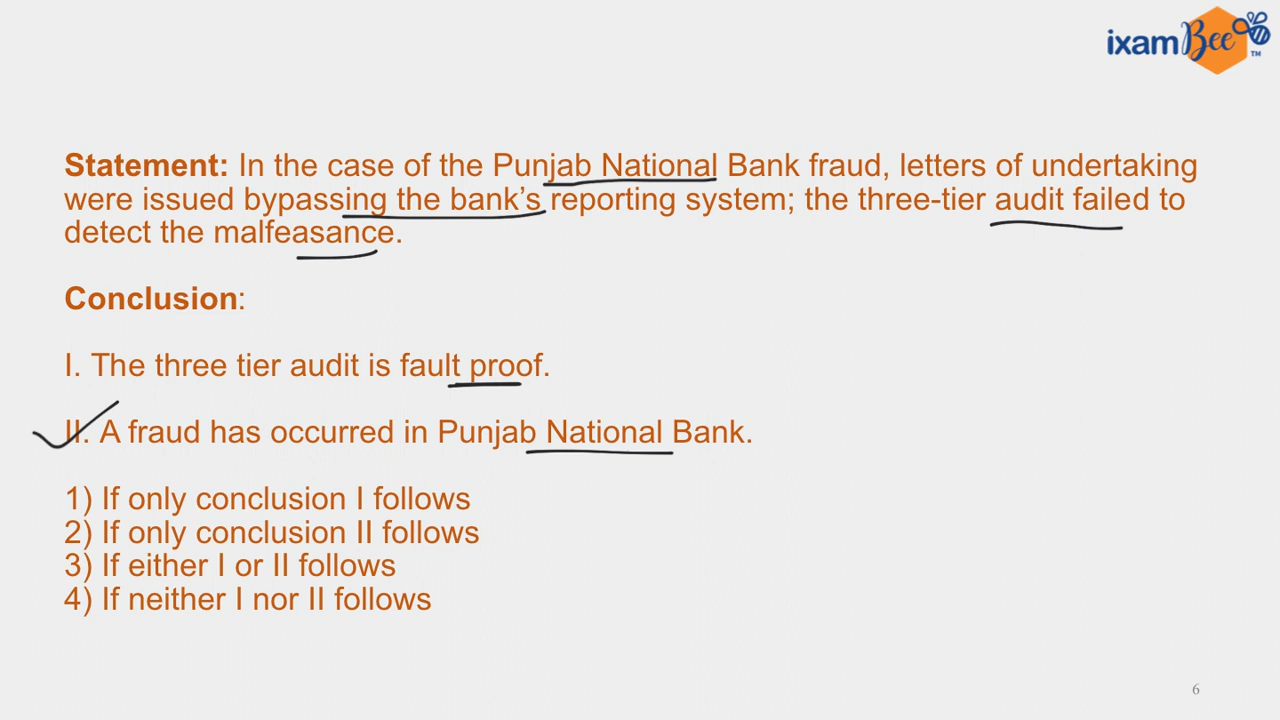 ixamBee™
Statement: In the case of the Punjab National Bank fraud, letters of undertaking
were issued bypassing the bank's reporting system; the three-tier audit failed to
detect the malfeasance.
Conclusion:
I. The three tier audit is fault proof.
II. A fraud has occurred in Punjab National Bank.
1) If only conclusion I follows
2) If only conclusion II follows
3) If either I or II follows
4) If neither I nor II follows
6